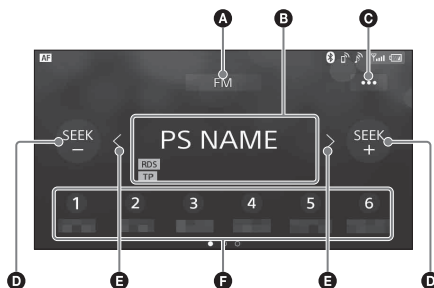 A B C
AF
FM
SEEK
–
< PS NAME >
SEEK
+
RDS
TP
1 2 3 4 5 6
D E F E D